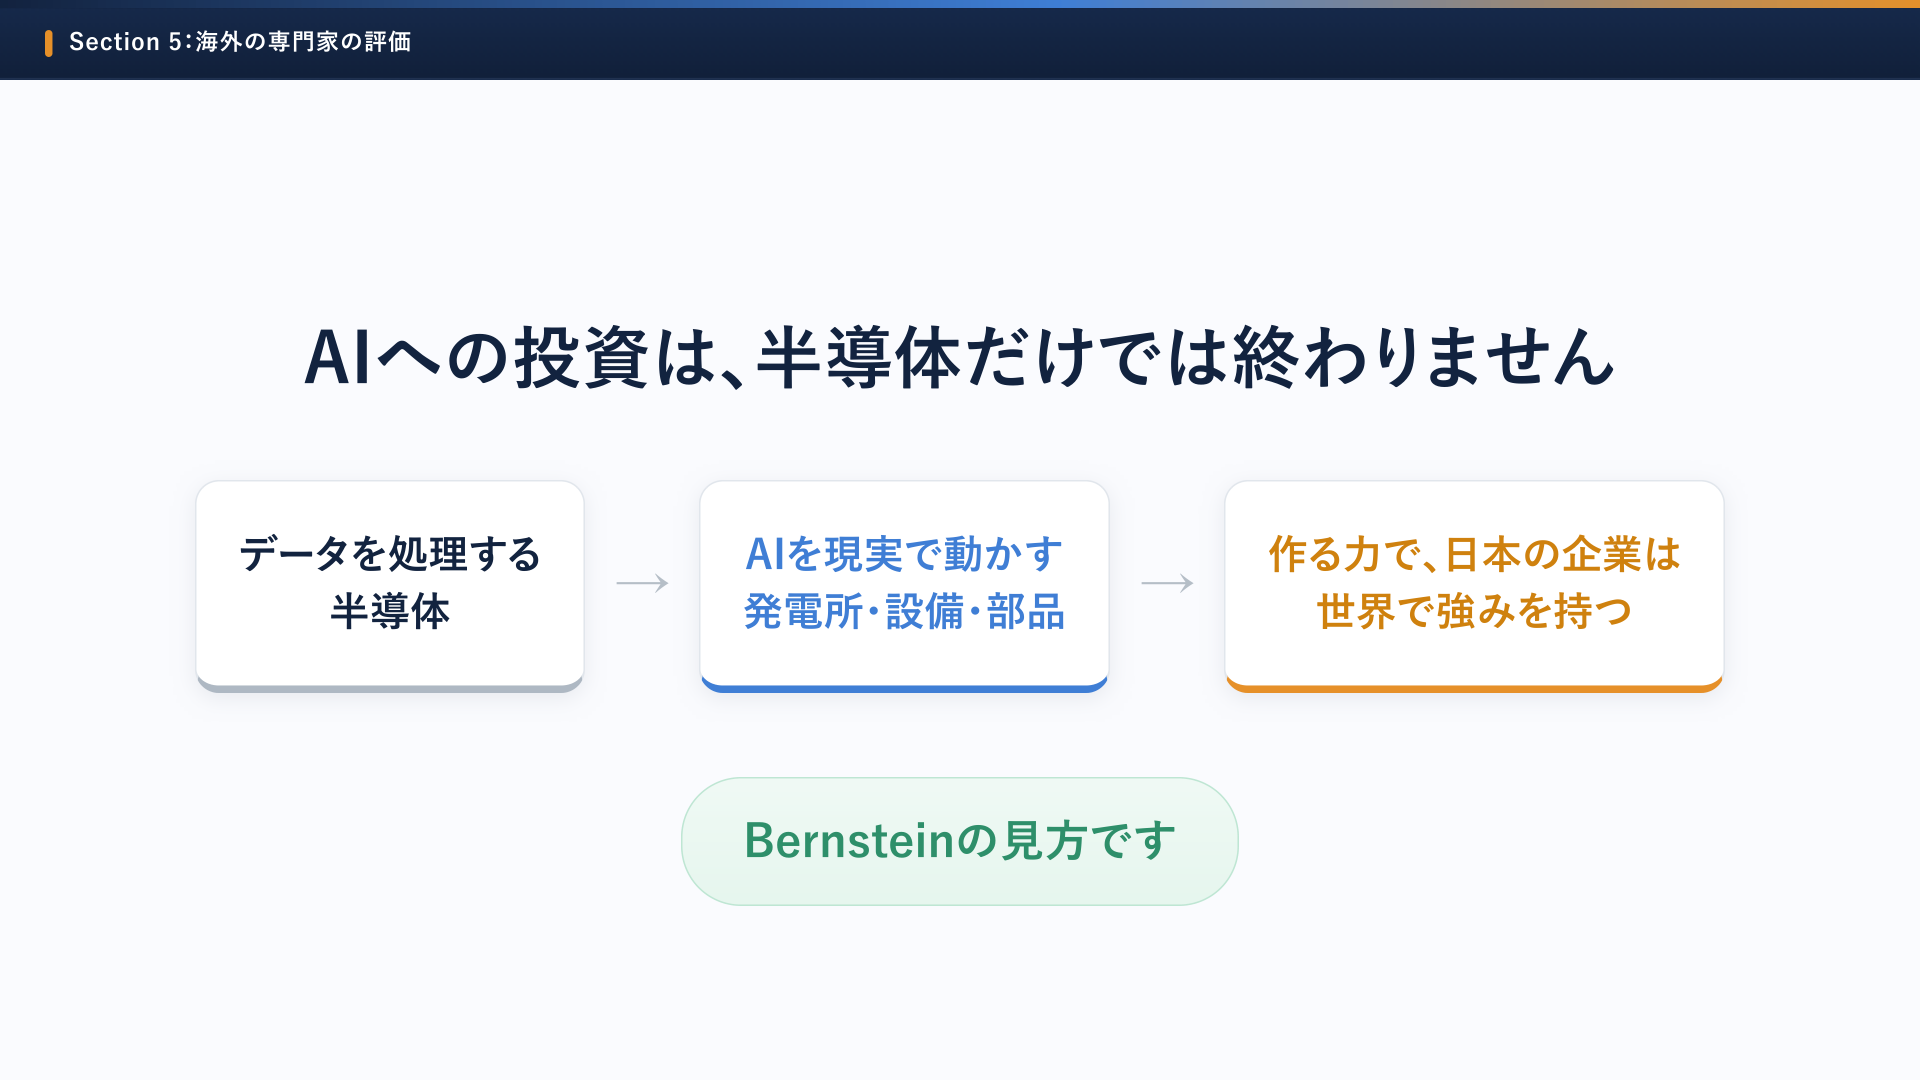 Section 5：海外の専門家の評価
AIへの投資は、半導体だけでは終わりません
データを処理する
半導体
→
AIを現実で動かす
発電所・設備・部品
→
作る力で、日本の企業は
世界で強みを持つ
Bernsteinの見方です